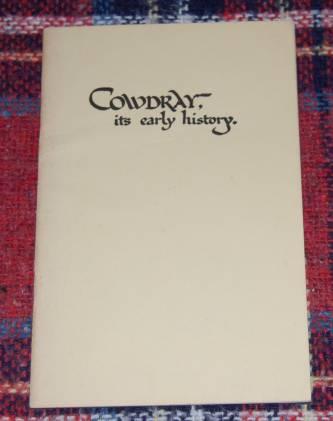 Cowdray,
its early history.